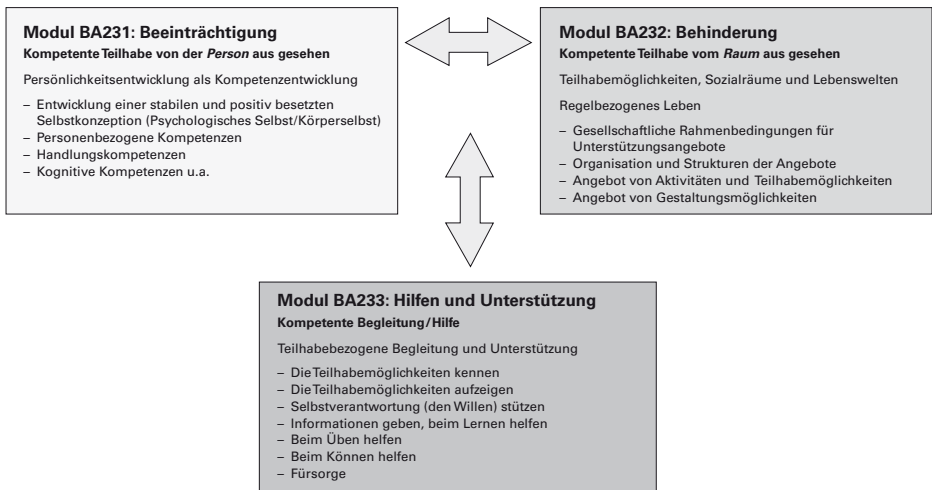 Modul BA231: Beeinträchtigung
Kompetente Teilhabe von der Person aus gesehen
Persönlichkeitsentwicklung als Kompetenzentwicklung
– Entwicklung einer stabilen und positiv besetzten
Selbstkonzeption (Psychologisches Selbst/Körperselbst)
– Personenbezogene Kompetenzen
– Handlungskompetenzen
– Kognitive Kompetenzen u.a.
Modul BA232: Behinderung
Kompetente Teilhabe vom Raum aus gesehen
Teilhabemöglichkeiten, Sozialräume und Lebenswelten
Regelbezogenes Leben
– Gesellschaftliche Rahmenbedingungen für
Unterstützungsangebote
– Organisation und Strukturen der Angebote
– Angebot von Aktivitäten und Teilhabemöglichkeiten
– Angebot von Gestaltungsmöglichkeiten
Modul BA233: Hilfen und Unterstützung
Kompetente Begleitung/Hilfe
Teilhabebezogene Begleitung und Unterstützung
– Die Teilhabemöglichkeiten kennen
– Die Teilhabemöglichkeiten aufzeigen
– Selbstverantwortung (den Willen) stützen
– Informationen geben, beim Lernen helfen
– Beim Üben helfen
– Beim Können helfen
– Fürsorge